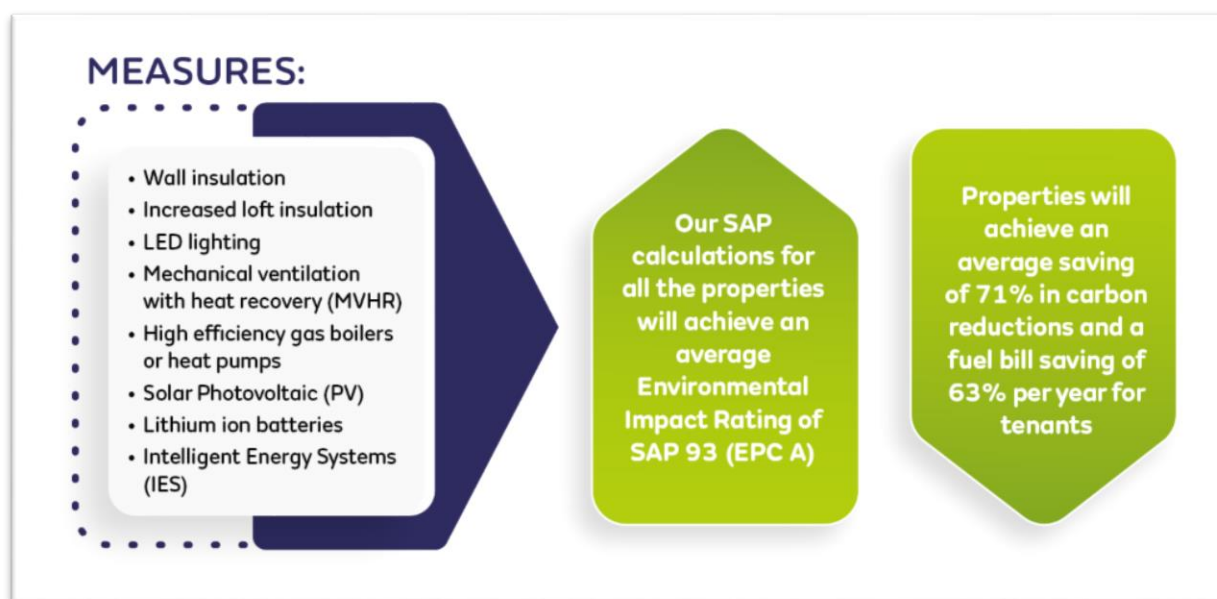 MEASURES:
• Wall insulation
• Increased loft insulation
• LED lighting
• Mechanical ventilation
with heat recovery (MVHR)
• High efficiency gas boilers
or heat pumps
• Solar Photovoltaic (PV)
• Lithium ion batteries
• Intelligent Energy Systems
(IES)
Our SAP
calculations for
all the properties
will achieve an
average
Environmental
Impact Rating of
SAP 93 (EPC A)
Properties will
achieve an
average saving
of 71% in carbon
reductions and a
fuel bill saving of
63% per year for
tenants